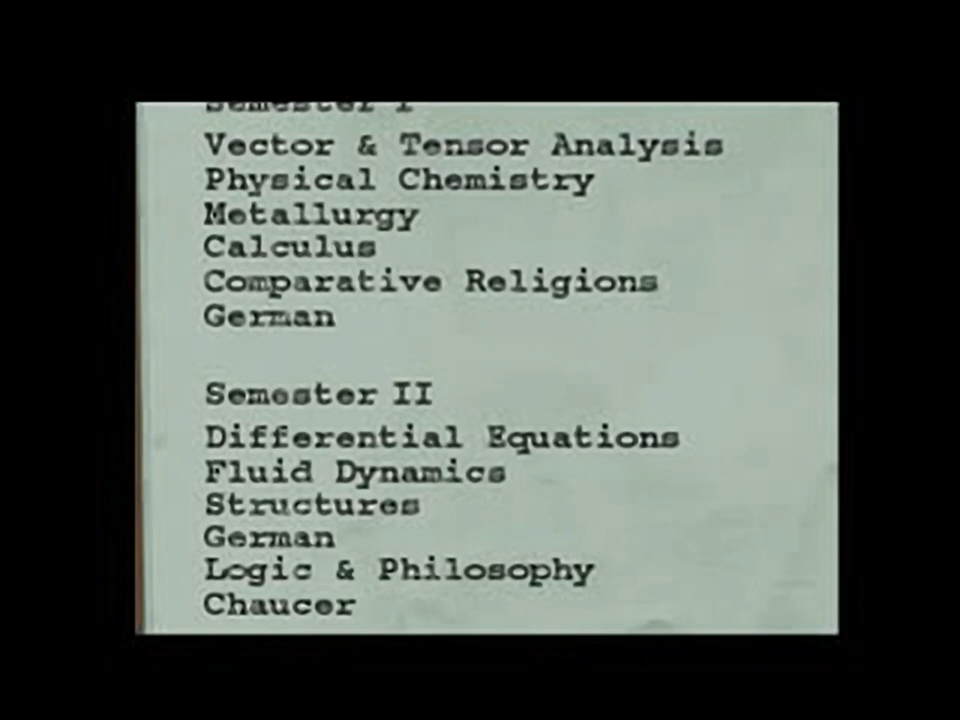 Semester I
Vector & Tensor Analysis
Physical Chemistry
Metallurgy
Calculus
Comparative Religions
German
Semester II
Differential Equations
Fluid Dynamics
Structures
German
Logic & Philosophy
Chaucer